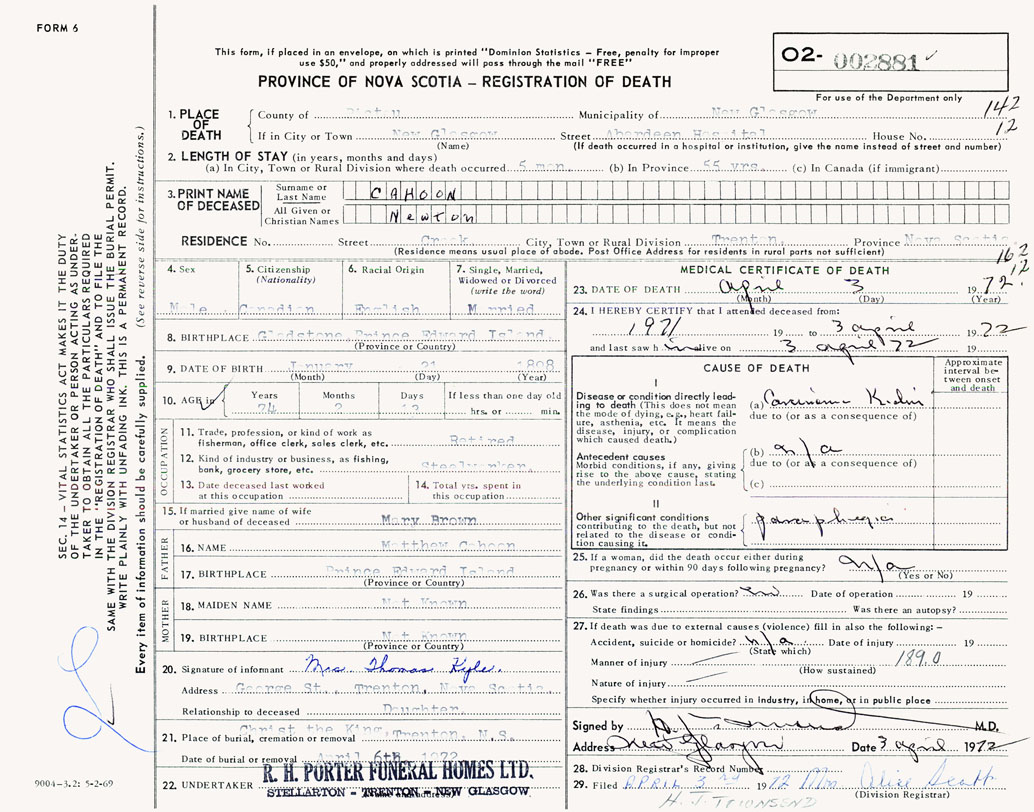 FORM 6
This form, if placed in an envelope, on which is printed "Dominion Statistics – Free, penalty for improper
use $50," and properly addressed will pass through the mail "FREE"
PROVINCE OF NOVA SCOTIA – REGISTRATION OF DEATH
O2- 002881
For use of the Department only
142
12
1. PLACE OF DEATH
County of Pictou Municipality of New Glasgow
If in City or Town New Glasgow Street Aberdeen Hospital House No.
(Name) (If death occurred in a hospital or institution, give the name instead of street and number)
2. LENGTH OF STAY (in years, months and days)
(a) In City, Town or Rural Division where death occurred 5 mon. (b) In Province 55 yrs. (c) In Canada (if immigrant)
3. PRINT NAME OF DECEASED
Surname or Last Name CAHOON
All Given or Christian Names Newton
RESIDENCE No. Street Crook City, Town or Rural Division Trenton, Province Nova Scotia
(Residence means usual place of abode. Post Office Address for residents in rural parts not sufficient)
162
12
4. Sex Male
5. Citizenship (Nationality) Canadian
6. Racial Origin English
7. Single, Married, Widowed or Divorced (write the word) Married
8. BIRTHPLACE Gladstone Prince Edward Island
(Province or Country)
9. DATE OF BIRTH January 21 1898
(Month) (Day) (Year)
10. AGE in Years 74 Months 2 Days 12 If less than one day old hrs. or min.
OCCUPATION
11. Trade, profession, or kind of work as
fisherman, office clerk, sales clerk, etc. Retired
12. Kind of industry or business, as fishing,
bank, grocery store, etc. Steelworker
13. Date deceased last worked
at this occupation
14. Total yrs. spent in
this occupation
15. If married give name of wife
or husband of deceased Mary Brown
FATHER
16. NAME Matthew Cahoon
17. BIRTHPLACE Prince Edward Island
(Province or Country)
MOTHER
18. MAIDEN NAME Not Known
19. BIRTHPLACE Not Known
(Province or Country)
20. Signature of informant Mrs. Thomas Kyle.
Address George St., Trenton, Nova Scotia
Relationship to deceased Daughter
21. Place of burial, cremation or removal Christ the King, Trenton, N.S.
Date of burial or removal April 6th 1972
22. UNDERTAKER R. H. PORTER FUNERAL HOMES LTD.
STELLARTON - TRENTON - NEW GLASGOW
MEDICAL CERTIFICATE OF DEATH
23. DATE OF DEATH April 3 1972
(Month) (Day) (Year)
24. I HEREBY CERTIFY that I attended deceased from:
1971 19 to 3 april 1972
and last saw him alive on 3 april 72 19
CAUSE OF DEATH
Approximate interval between onset and death
I
Disease or condition directly leading to death (This does not
the mode of dying, e.g., heart failure, asthenia, etc. It means the
disease, injury, or complication
which caused death.)
(a) Carcinoma Kidney
due to (or as a consequence of)
Antecedent causes
Morbid conditions, if any, giving
rise to the above cause, stating
the underlying condition last.
(b) n/a
due to (or as a consequence of)
(c)
II
Other significant conditions
contributing to the death, but not
related to the disease or condition causing it.
paraplegia
25. If a woman, did the death occur either during
pregnancy or within 90 days following pregnancy? n/a
(Yes or No)
26. Was there a surgical operation? Date of operation 19
State findings Was there an autopsy?
27. If death was due to external causes (violence) fill in also the following: –
Accident, suicide or homicide? n/a Date of injury 19
(State which)
Manner of injury 189.0
(How sustained)
Nature of injury
Specify whether injury occurred in industry, in home, or in public place
Signed by M.D.
Address New Glasgow Date 3 april 1972
28. Division Registrar's Record Number
29. Filed APRIL 3rd 1972 Mrs Alice Scott
(Division Registrar)
H. J. TOWNSEND
SEC. 14 – VITAL STATISTICS ACT MAKES IT THE DUTY
OF THE UNDERTAKER OR PERSON ACTING AS UNDER-
TAKER TO OBTAIN ALL THE PARTICULARS REQUIRED
IN THE "REGISTRATION OF DEATH" AND TO FILE THE
SAME WITH THE DIVISION REGISTRAR WHO SHALL ISSUE THE BURIAL PERMIT.
WRITE PLAINLY WITH UNFADING INK. THIS IS A PERMANENT RECORD.
Every item of information should be carefully supplied. (See reverse side for instructions.)
9004-3.2: 5-2-69